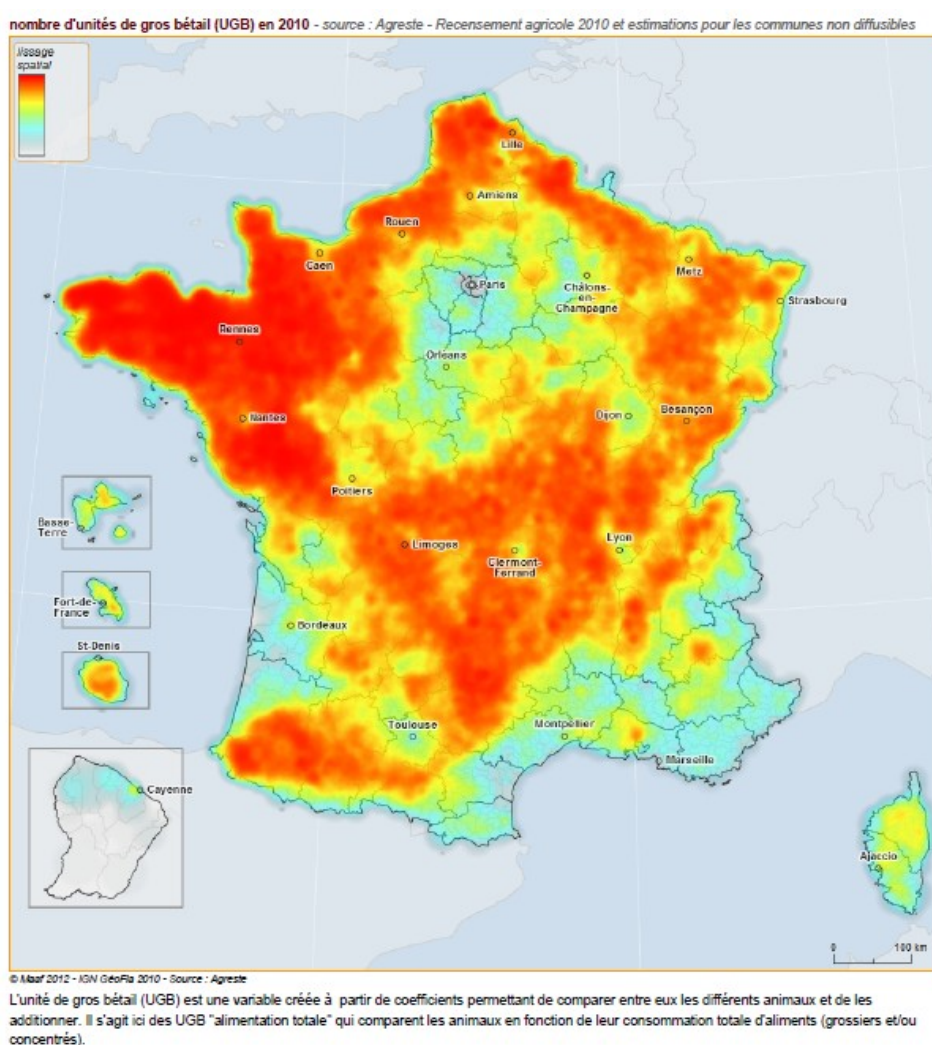 nombre d'unités de gros bétail (UGB) en 2010 - source : Agreste - Recensement agricole 2010 et estimations pour les communes non diffusibles
lissage
spatial
Lille
Amiens
Rouen
Caen
Metz
Paris
Châlons-
en-
Champagne
Strasbourg
Rennes
Orléans
Nantes
Dijon
Besançon
Poitiers
Basse-
Terre
Limoges
Clermont-
Ferrand
Lyon
Fort-de-
France
Bordeaux
St-Denis
Toulouse
Montpellier
Marseille
Cayenne
Ajaccio
0 100 km
© Maaf 2012 - IGN GéoFla 2010 - Source : Agreste
L'unité de gros bétail (UGB) est une variable créée à partir de coefficients permettant de comparer entre eux les différents animaux et de les
additionner. Il s'agit ici des UGB "alimentation totale" qui comparent les animaux en fonction de leur consommation totale d'aliments (grossiers et/ou
concentrés).